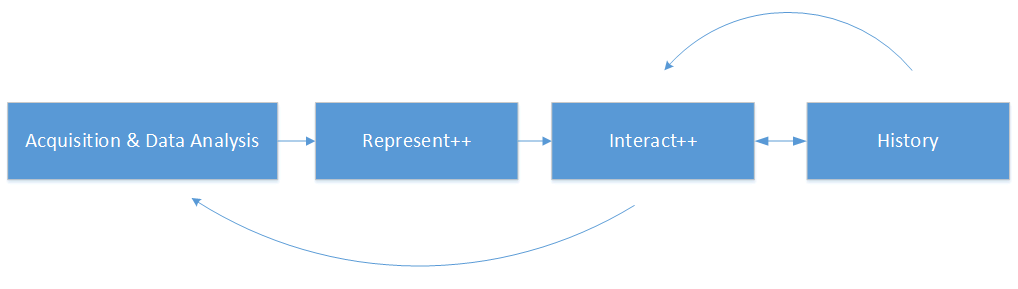 Acquisition & Data Analysis
Represent++
Interact++
History